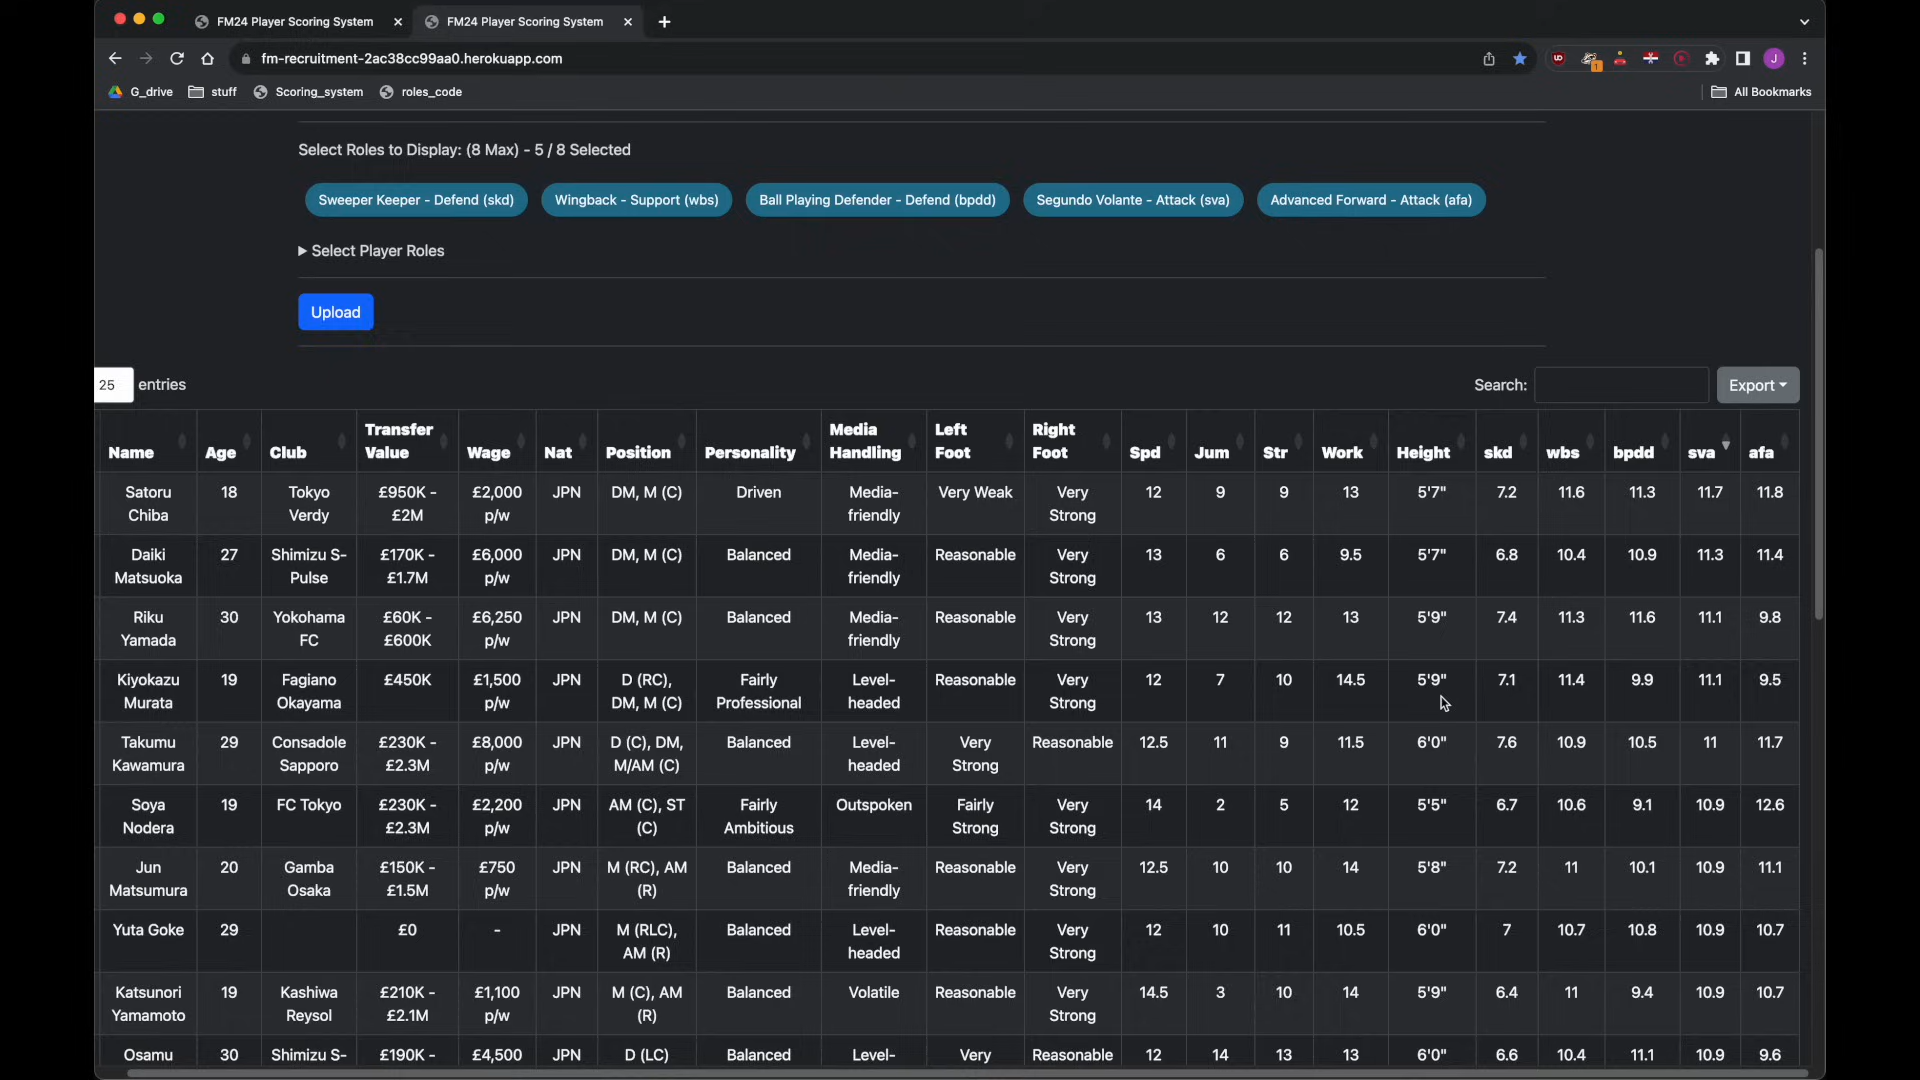 FM24 Player Scoring System
FM24 Player Scoring System
fm-recruitment-2ac38cc99aa0.herokuapp.com
1
J
G_drive stuff Scoring_system roles_code All Bookmarks
Select Roles to Display: (8 Max) - 5 / 8 Selected
Sweeper Keeper - Defend (skd) Wingback - Support (wbs) Ball Playing Defender - Defend (bpdd) Segundo Volante - Attack (sva) Advanced Forward - Attack (afa)
Select Player Roles
Upload
25 entries Search: Export
Name Age Club Transfer Value Wage Nat Position Personality Media Handling Left Foot Right Foot Spd Jum Str Work Height skd wbs bpdd sva afa
Satoru Chiba 18 Tokyo Verdy £950K - £2M £2,000 p/w JPN DM, M (C) Driven Media-friendly Very Weak Very Strong 12 9 9 13 5'7" 7.2 11.6 11.3 11.7 11.8
Daiki Matsuoka 27 Shimizu S-Pulse £170K - £1.7M £6,000 p/w JPN DM, M (C) Balanced Media-friendly Reasonable Very Strong 13 6 6 9.5 5'7" 6.8 10.4 10.9 11.3 11.4
Riku Yamada 30 Yokohama FC £60K - £600K £6,250 p/w JPN DM, M (C) Balanced Media-friendly Reasonable Very Strong 13 12 12 13 5'9" 7.4 11.3 11.6 11.1 9.8
Kiyokazu Murata 19 Fagiano Okayama £450K £1,500 p/w JPN D (RC), DM, M (C) Fairly Professional Level-headed Reasonable Very Strong 12 7 10 14.5 5'9" 7.1 11.4 9.9 11.1 9.5
Takumu Kawamura 29 Consadole Sapporo £230K - £2.3M £8,000 p/w JPN D (C), DM, M/AM (C) Balanced Level-headed Very Strong Reasonable 12.5 11 9 11.5 6'0" 7.6 10.9 10.5 11 11.7
Soya Nodera 19 FC Tokyo £230K - £2.3M £2,200 p/w JPN AM (C), ST (C) Fairly Ambitious Outspoken Fairly Strong Very Strong 14 2 5 12 5'5" 6.7 10.6 9.1 10.9 12.6
Jun Matsumura 20 Gamba Osaka £150K - £1.5M £750 p/w JPN M (RC), AM (R) Balanced Media-friendly Reasonable Very Strong 12.5 10 10 14 5'8" 7.2 11 10.1 10.9 11.1
Yuta Goke 29 £0 - JPN M (RLC), AM (R) Balanced Level-headed Reasonable Very Strong 12 10 11 10.5 6'0" 7 10.7 10.8 10.9 10.7
Katsunori Yamamoto 19 Kashiwa Reysol £210K - £2.1M £1,100 p/w JPN M (C), AM (R) Balanced Volatile Reasonable Very Strong 14.5 3 10 14 5'9" 6.4 11 9.4 10.9 10.7
Osamu 30 Shimizu S- £190K - £4,500 JPN D (LC) Balanced Level- Very Reasonable 12 14 13 13 6'0" 6.6 10.4 11.1 10.9 9.6